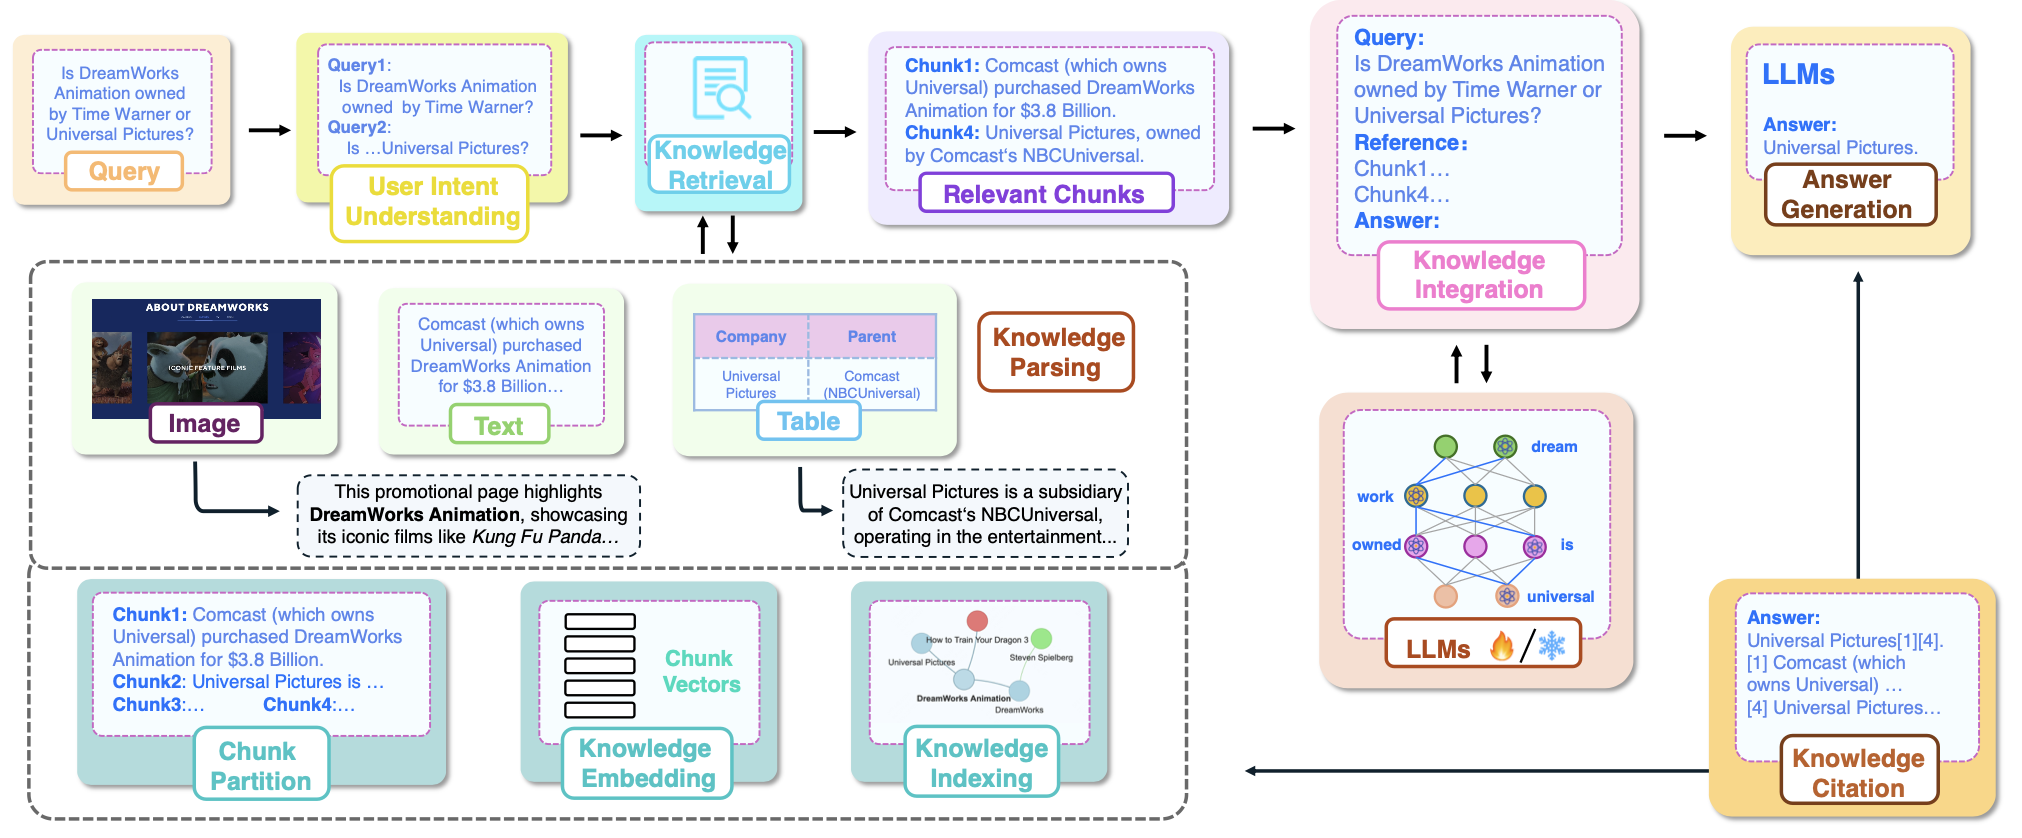 Is DreamWorks
Animation owned
by Time Warner or
Universal Pictures?
Query
Query1:
Is DreamWorks Animation
owned by Time Warner?
Query2:
Is ...Universal Pictures?
User Intent
Understanding
Knowledge
Retrieval
Chunk1: Comcast (which owns
Universal) purchased DreamWorks
Animation for $3.8 Billion.
Chunk4: Universal Pictures, owned
by Comcast‘s NBCUniversal.
Relevant Chunks
Query:
Is DreamWorks Animation
owned by Time Warner or
Universal Pictures?
Reference:
Chunk1...
Chunk4...
Answer:
Knowledge
Integration
LLMs
Answer:
Universal Pictures.
Answer
Generation
ABOUT DREAMWORKS
ICONIC FEATURE FILMS
Image
Comcast (which owns
Universal) purchased
DreamWorks Animation
for $3.8 Billion...
Text
Company Parent
Universal
Pictures
Comcast
(NBCUniversal)
Table
Knowledge
Parsing
This promotional page highlights
DreamWorks Animation, showcasing
its iconic films like Kung Fu Panda...
Universal Pictures is a subsidiary
of Comcast‘s NBCUniversal,
operating in the entertainment...
dream
work
owned
is
universal
LLMs /
Chunk1: Comcast (which owns
Universal) purchased DreamWorks
Animation for $3.8 Billion.
Chunk2: Universal Pictures is ...
Chunk3:... Chunk4:...
Chunk
Partition
Chunk
Vectors
Knowledge
Embedding
How to Train Your Dragon 3
Universal Pictures
Steven Spielberg
DreamWorks Animation
DreamWorks
Knowledge
Indexing
Answer:
Universal Pictures[1][4].
[1] Comcast (which
owns Universal) ...
[4] Universal Pictures...
Knowledge
Citation